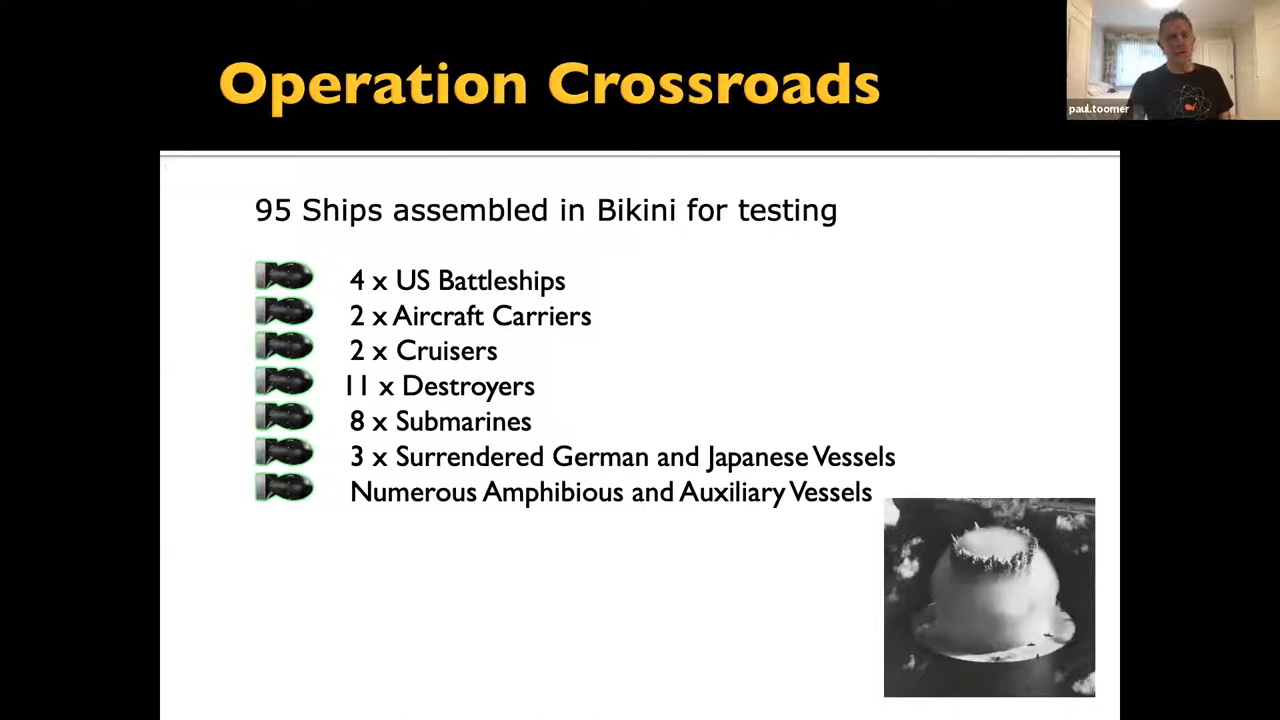 Operation Crossroads
paul.toomer
95 Ships assembled in Bikini for testing
4 x US Battleships
2 x Aircraft Carriers
2 x Cruisers
11 x Destroyers
8 x Submarines
3 x Surrendered German and Japanese Vessels
Numerous Amphibious and Auxiliary Vessels